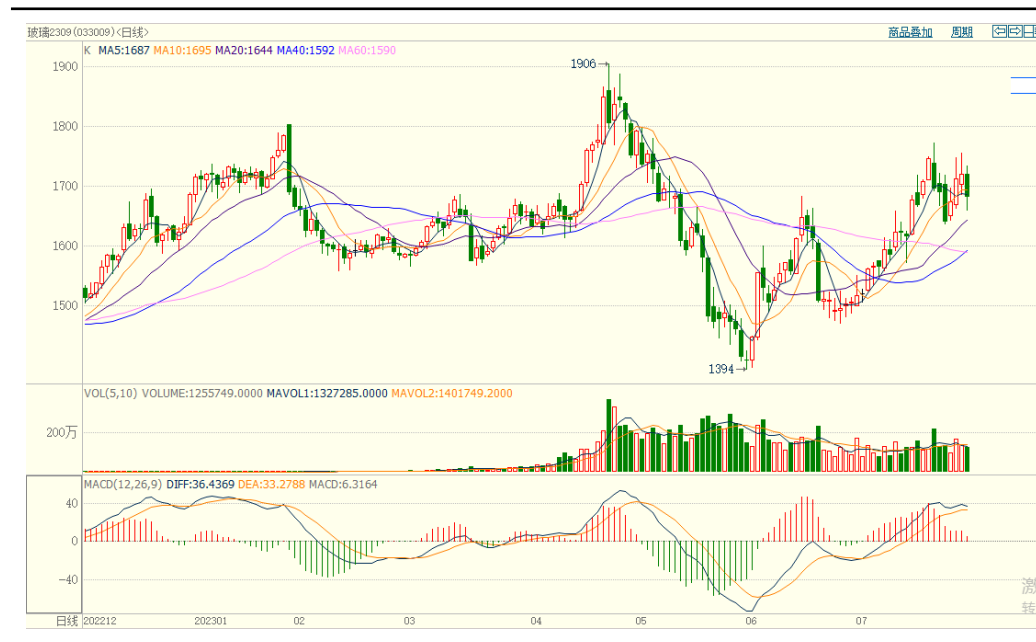 玻璃2309(033009)<日线>
商品叠加 周期
K MA5:1687 MA10:1695 MA20:1644 MA40:1592 MA60:1590
1900
1906
1800
1700
1600
1500
1394
VOL(5,10) VOLUME:1255749.0000 MAVOL1:1327285.0000 MAVOL2:1401749.2000
200万
MACD(12,26,9) DIFF:36.4369 DEA:33.2788 MACD:6.3164
40
0
-40
激
转
日线 202212 202301 02 03 04 05 06 07